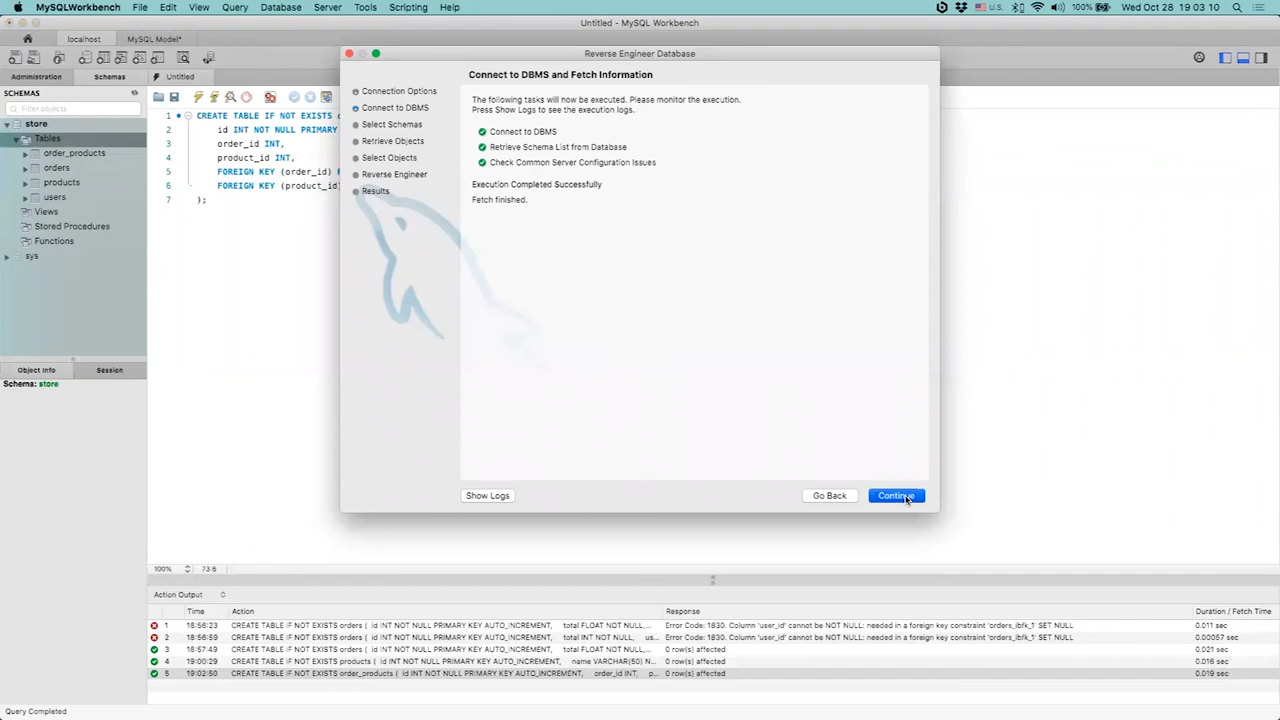 MySQLWorkbench File Edit View Query Database Server Tools Scripting Help U.S. 100% Wed Oct 28 19:03:10
Untitled - MySQL Workbench
localhost MySQL Model*
Administration Schemas Untitled
SCHEMAS
Filter objects
store
Tables
order_products
orders
products
users
Views
Stored Procedures
Functions
sys
Object Info Session
Schema: store
1 CREATE TABLE IF NOT EXISTS
2 id INT NOT NULL PRIMARY
3 order_id INT,
4 product_id INT,
5 FOREIGN KEY (order_id)
6 FOREIGN KEY (product_id)
7 );
Reverse Engineer Database
Connection Options
Connect to DBMS
Select Schemas
Retrieve Objects
Select Objects
Reverse Engineer
Results
Connect to DBMS and Fetch Information
The following tasks will now be executed. Please monitor the execution.
Press Show Logs to see the execution logs.
Connect to DBMS
Retrieve Schema List from Database
Check Common Server Configuration Issues
Execution Completed Successfully
Fetch finished.
Show Logs Go Back Continue
100% 73:6
Action Output
Time Action Response Duration / Fetch Time
1 18:56:23 CREATE TABLE IF NOT EXISTS orders ( id INT NOT NULL PRIMARY KEY AUTO_INCREMENT, total FLOAT NOT NULL,... Error Code: 1830. Column 'user_id' cannot be NOT NULL: needed in a foreign key constraint 'orders_ibfk_1' SET NULL 0.011 sec
2 18:56:59 CREATE TABLE IF NOT EXISTS orders ( id INT NOT NULL PRIMARY KEY AUTO_INCREMENT, total INT NOT NULL, us... Error Code: 1830. Column 'user_id' cannot be NOT NULL: needed in a foreign key constraint 'orders_ibfk_1' SET NULL 0.00057 sec
3 18:57:49 CREATE TABLE IF NOT EXISTS orders ( id INT NOT NULL PRIMARY KEY AUTO_INCREMENT, total FLOAT NOT NULL,... 0 row(s) affected 0.021 sec
4 19:00:29 CREATE TABLE IF NOT EXISTS products ( id INT NOT NULL PRIMARY KEY AUTO_INCREMENT, name VARCHAR(50) N... 0 row(s) affected 0.016 sec
5 19:02:50 CREATE TABLE IF NOT EXISTS order_products ( id INT NOT NULL PRIMARY KEY AUTO_INCREMENT, order_id INT, p... 0 row(s) affected 0.019 sec
Query Completed